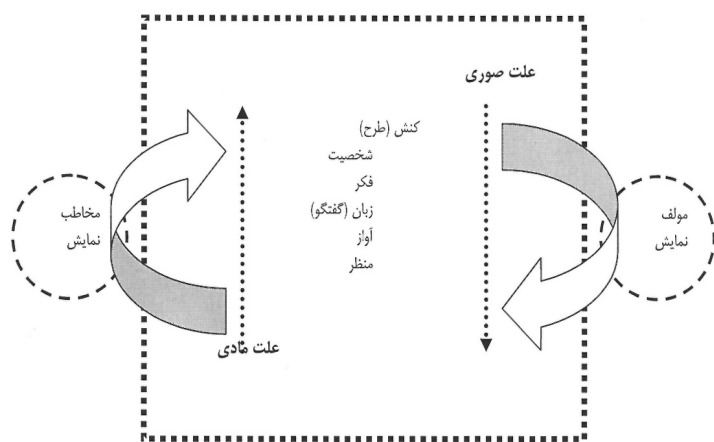 علت صوری
کنش (طرح)
شخصیت
فکر
زبان (گفتگو)
آواز
منظر
مولف
نمایش
مخاطب
نمایش
علت مادی